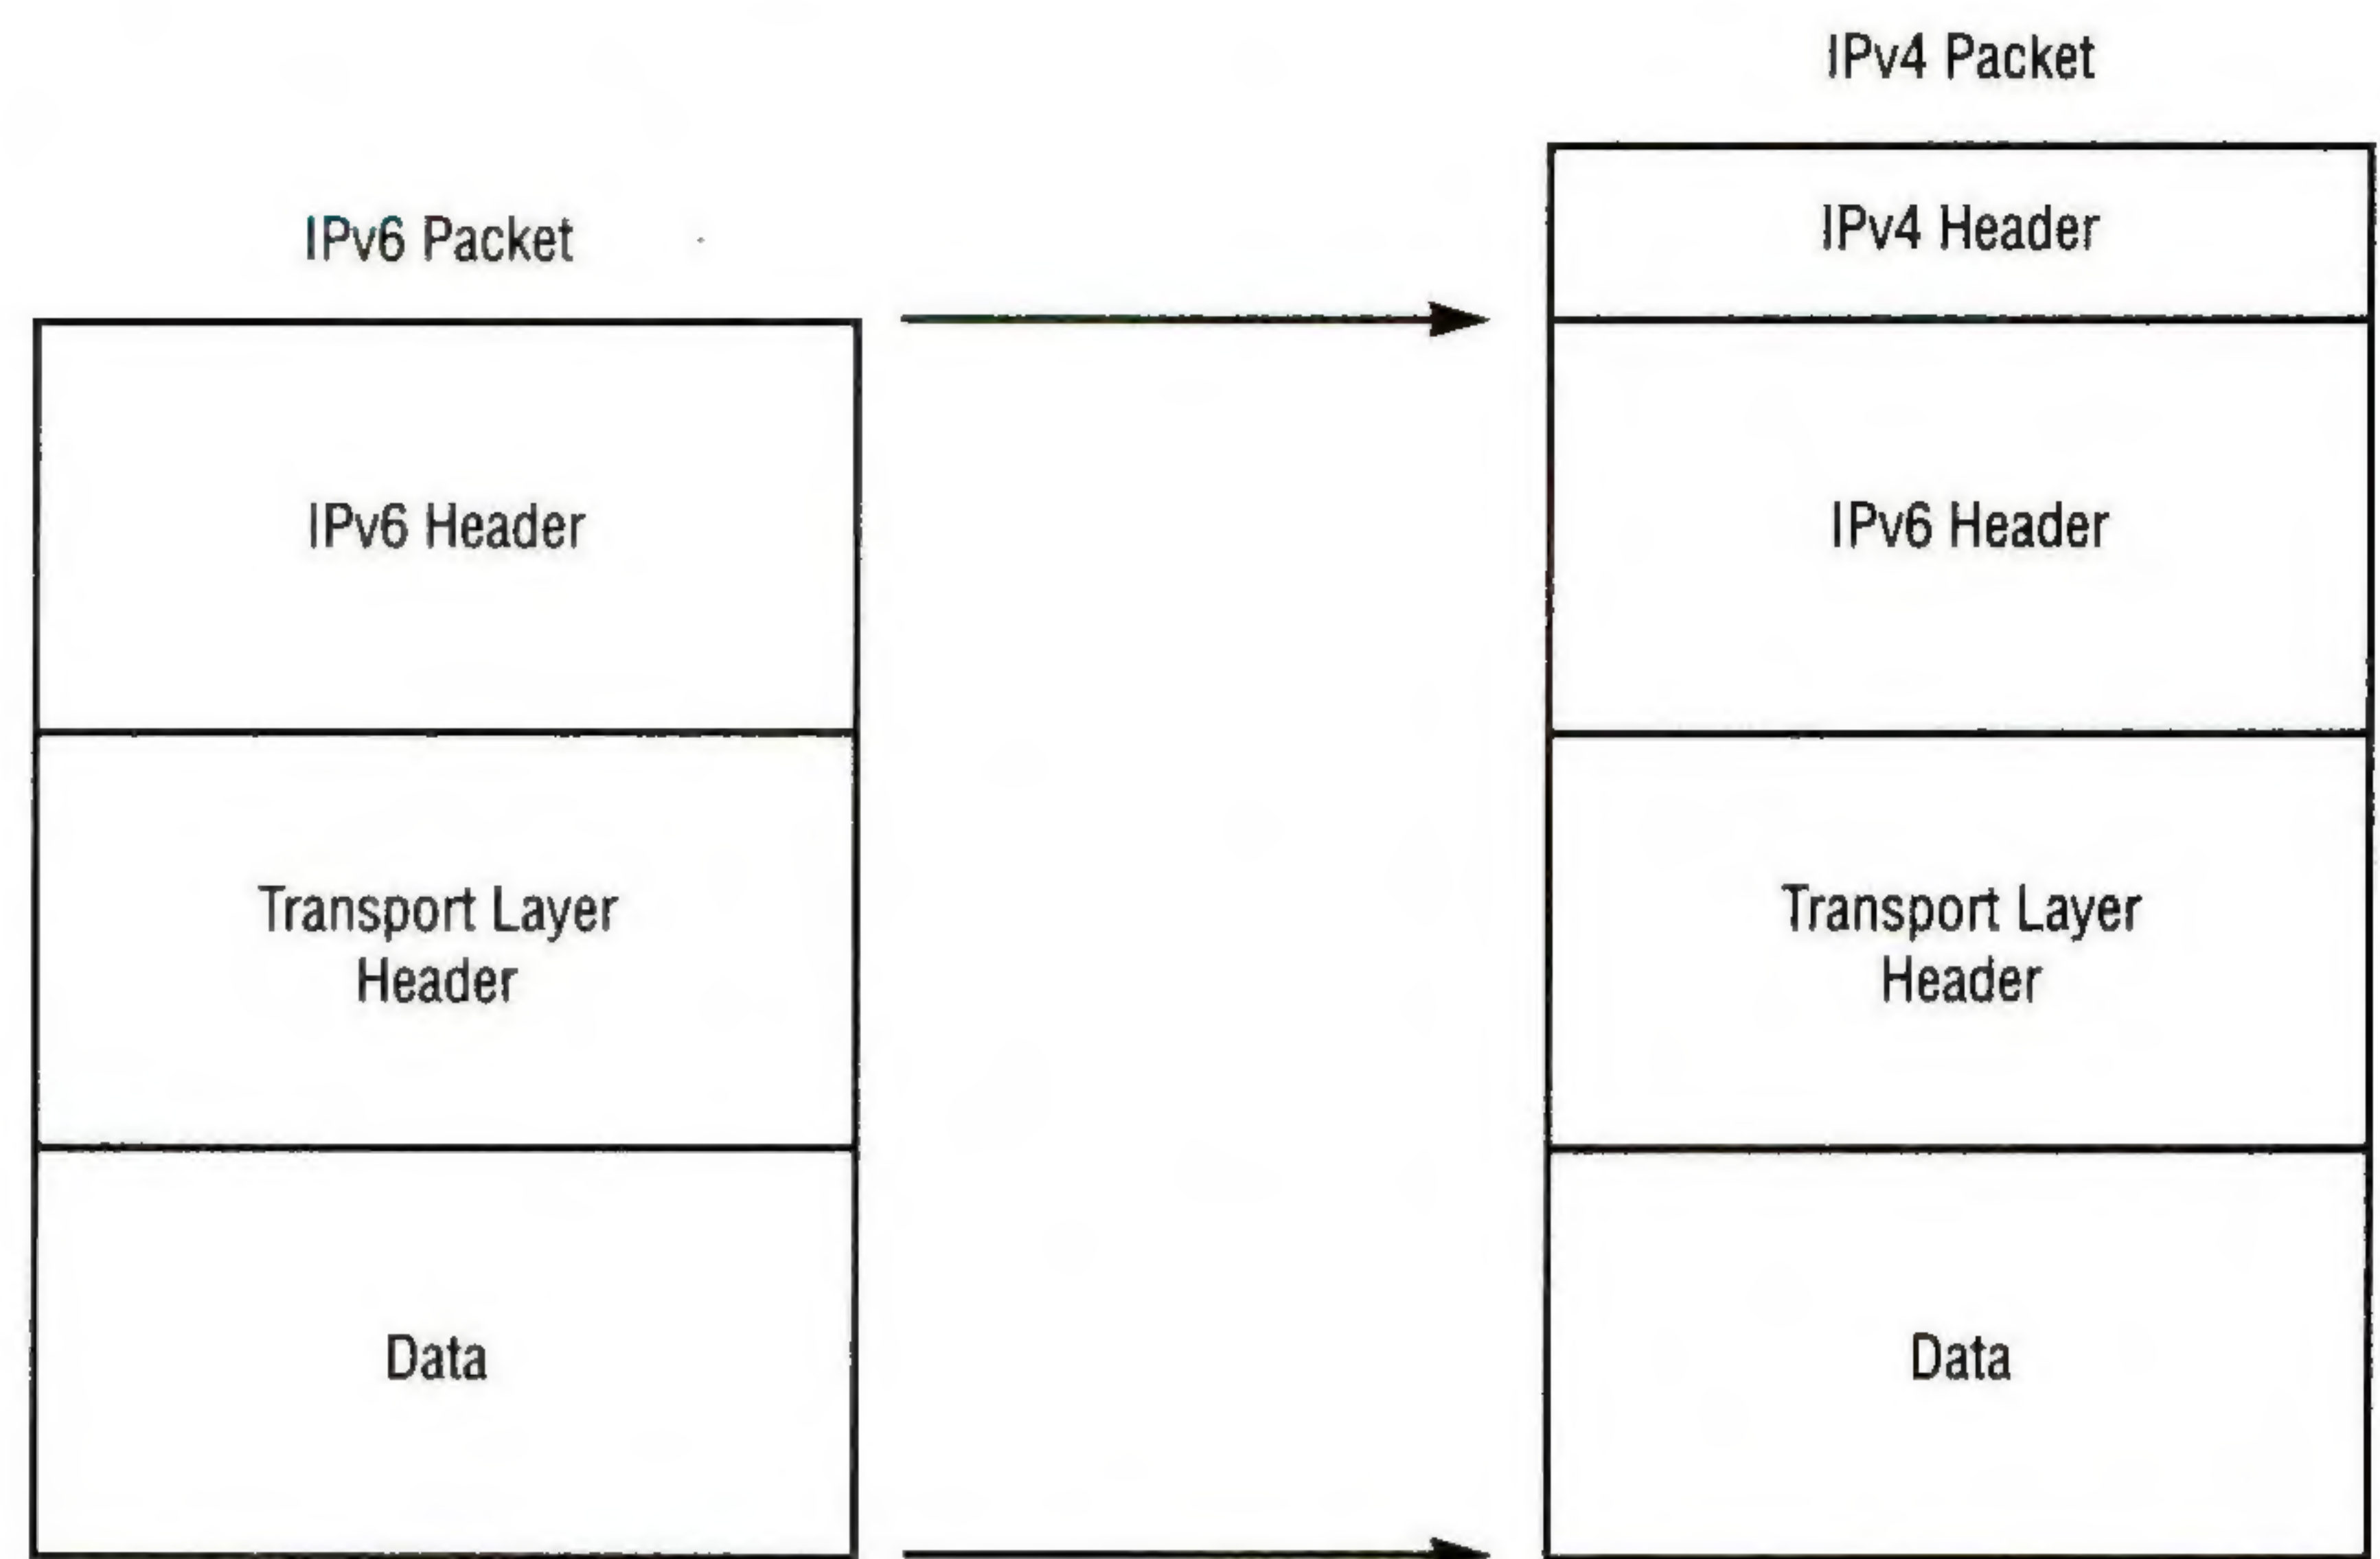 IPv6 Packet
IPv6 Header
Transport Layer
Header
Data
IPv4 Packet
IPv4 Header
IPv6 Header
Transport Layer
Header
Data